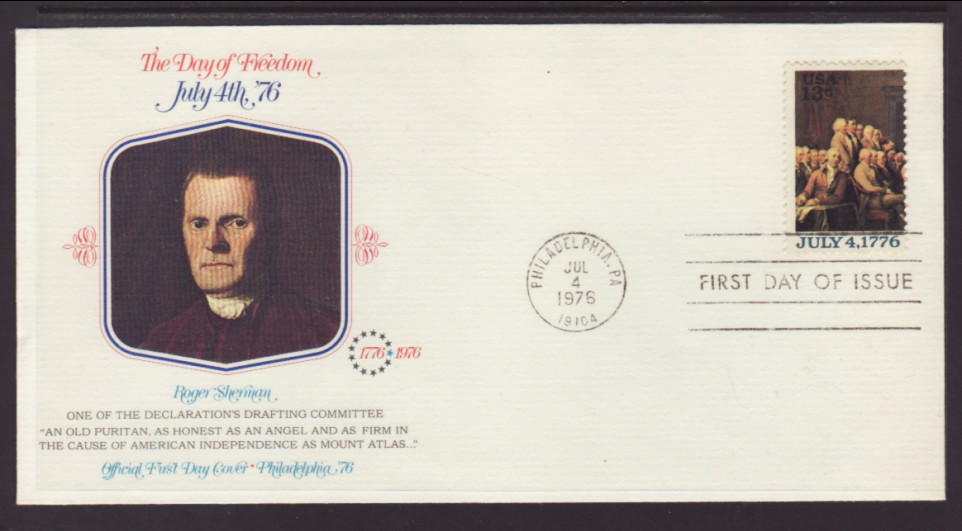 The Day of Freedom
July 4th, '76
1776 ★ 1976
Roger Sherman
ONE OF THE DECLARATION'S DRAFTING COMMITTEE
"AN OLD PURITAN, AS HONEST AS AN ANGEL AND AS FIRM IN
THE CAUSE OF AMERICAN INDEPENDENCE AS MOUNT ATLAS..."
Official First Day Cover • Philadelphia '76
PHILADELPHIA, PA
JUL
4
1976
19104
USA
13c
JULY 4,1776
FIRST DAY OF ISSUE